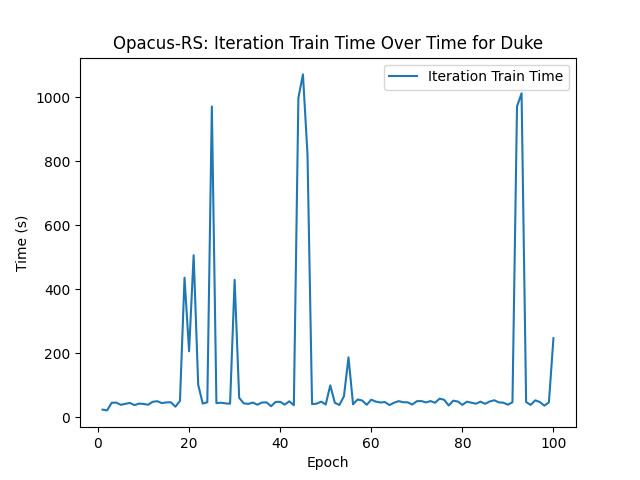 Opacus-RS: Iteration Train Time Over Time for Duke
Iteration Train Time
Time (s)
1000
800
600
400
200
0
0 20 40 60 80 100
Epoch